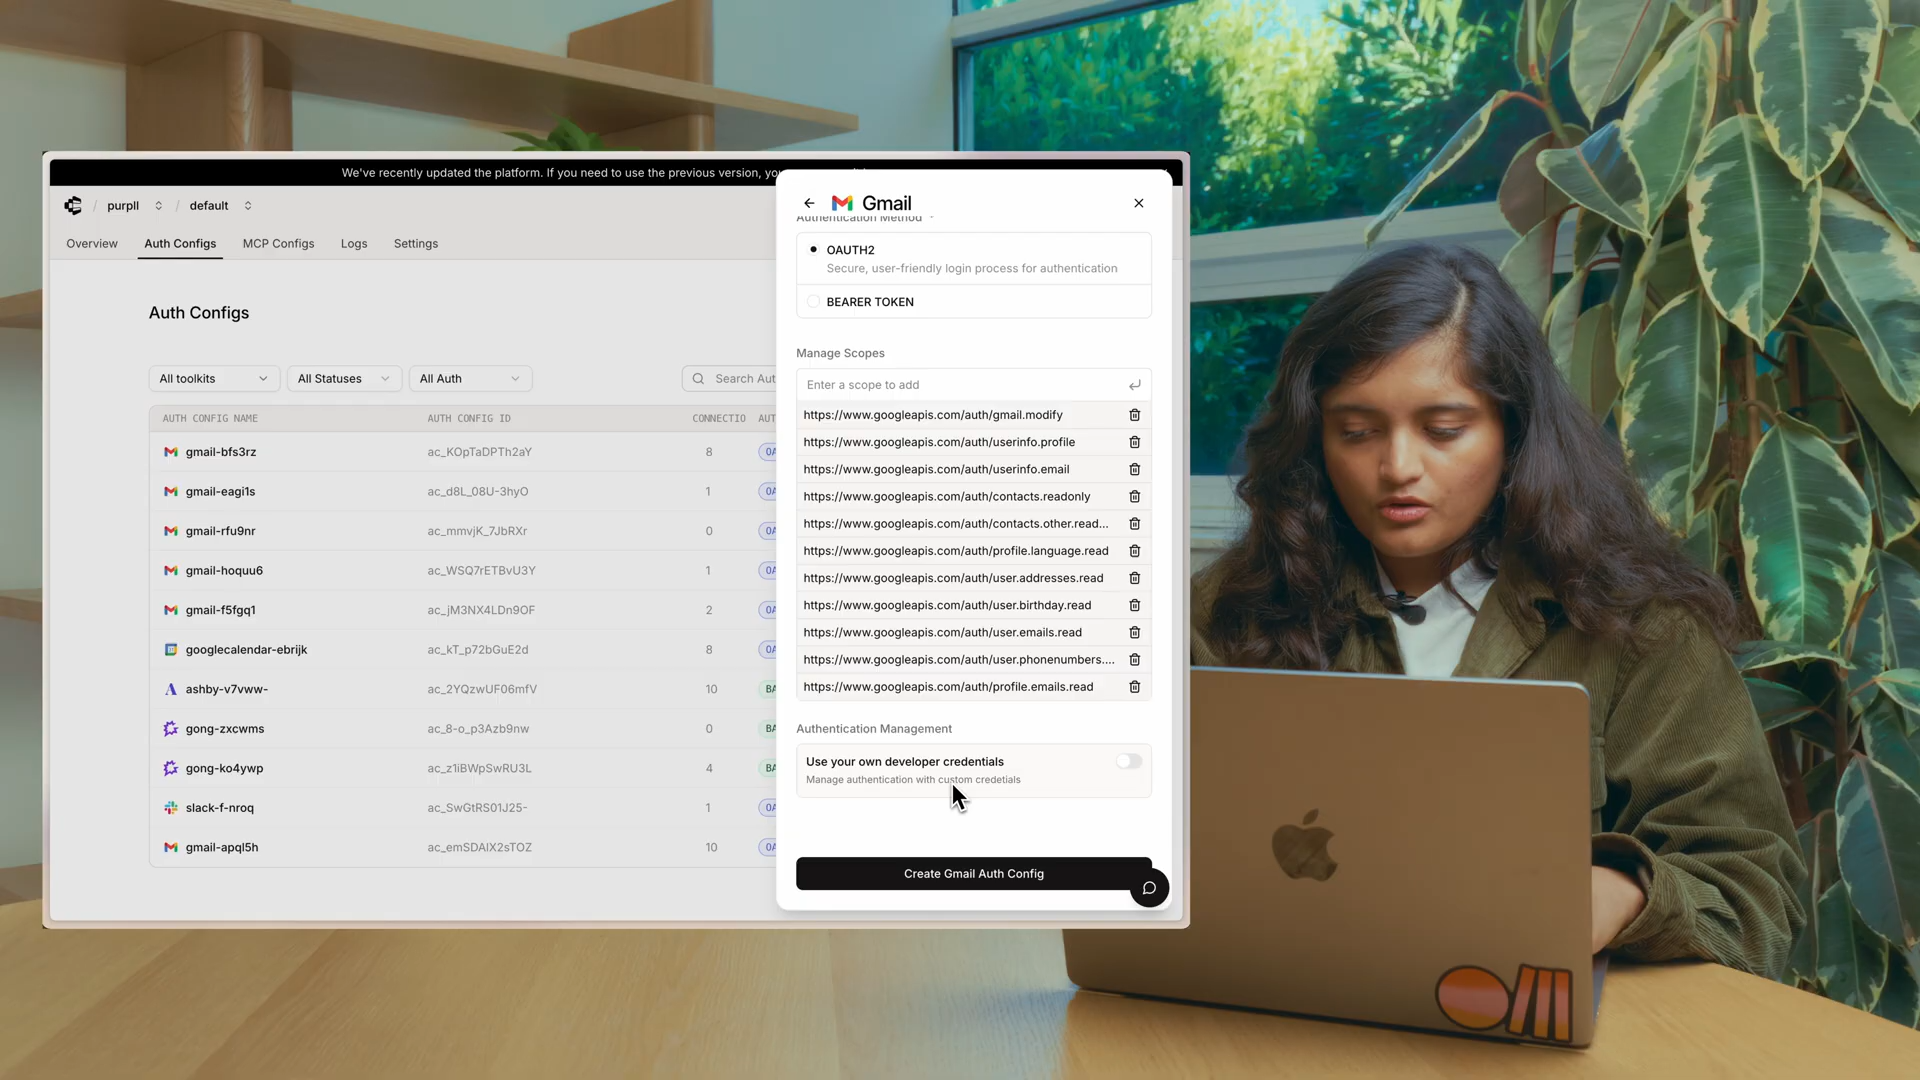 We've recently updated the platform. If you need to use the previous version,
purpll
default
Overview
Auth Configs
MCP Configs
Logs
Settings
Auth Configs
All toolkits
All Statuses
All Auth
Search
AUTH CONFIG NAME
AUTH CONFIG ID
gmail-bfs3rz
ac_KOpTaDPTh2aY
8
gmail-eagi1s
ac_d8L_08U-3hyO
1
gmail-rfu9nr
ac_mmvjK_7JbRXr
0
gmail-hoquu6
ac_WSQ7rETBvU3Y
1
gmail-f5fgq1
ac_jM3NX4LDn9OF
2
googlecalendar-ebrijk
ac_kT_p72bGuE2d
8
ashby-v7vww-
ac_2YQzwUF06mfV
10
gong-zxcwms
ac_8-o_p3Azb9nw
0
gong-ko4ywp
ac_z1iBWpSwRU3L
4
slack-f-nroq
ac_SwGtRS01J25-
1
gmail-apql5h
ac_emSDAIX2sTOZ
10
Gmail
Authentication Method
OAUTH2
Secure, user-friendly login process for authentication
BEARER TOKEN
Manage Scopes
Enter a scope to add
https://www.googleapis.com/auth/gmail.modify
https://www.googleapis.com/auth/userinfo.profile
https://www.googleapis.com/auth/userinfo.email
https://www.googleapis.com/auth/contacts.readonly
https://www.googleapis.com/auth/contacts.other.read...
https://www.googleapis.com/auth/profile.language.read
https://www.googleapis.com/auth/user.addresses.read
https://www.googleapis.com/auth/user.birthday.read
https://www.googleapis.com/auth/user.emails.read
https://www.googleapis.com/auth/user.phonenumbers....
https://www.googleapis.com/auth/profile.emails.read
Authentication Management
Use your own developer credentials
Manage authentication with custom credetials
Create Gmail Auth Config